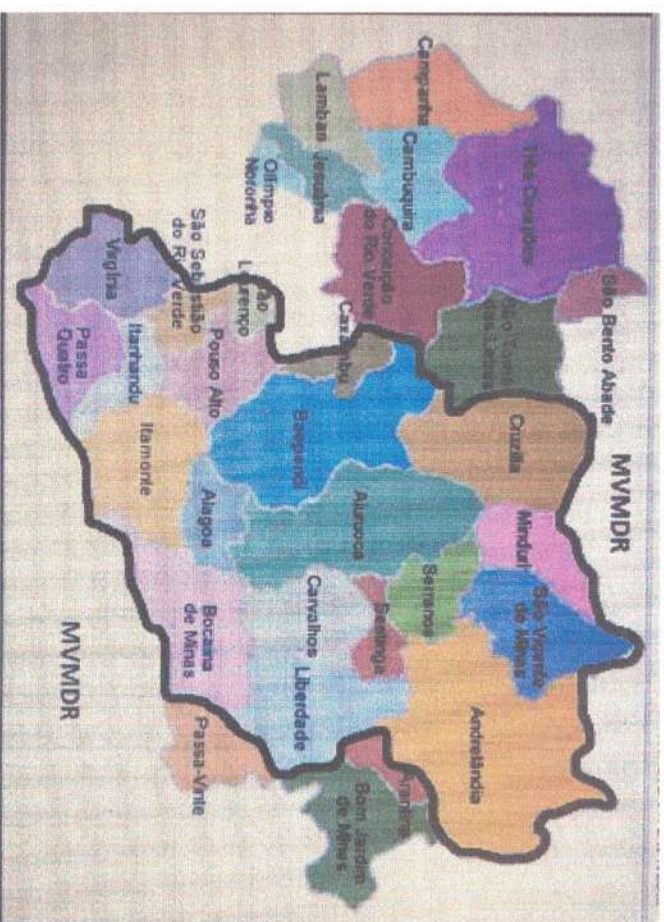 MVMDR
São Bento Abade
Três Corações
São Tomé
das Letras
Cruzília
Minduri
São Vicente
de Minas
Andrelândia
Campanha
Cambuquira
Conceição
do Rio Verde
Serranos
Seritinga
Arantina
Aiuruoca
Bom Jardim
de Minas
Caxambu
Lambari
Jesuânia
Baependi
Carvalhos
Liberdade
Olímpio
Noronha
São
Lourenço
Pouso Alto
Alagoa
Bocaina
de Minas
Passa-Vinte
São Sebastião
do Rio Verde
Itamonte
Itanhandu
Virgínia
Passa
Quatro
MVMDR